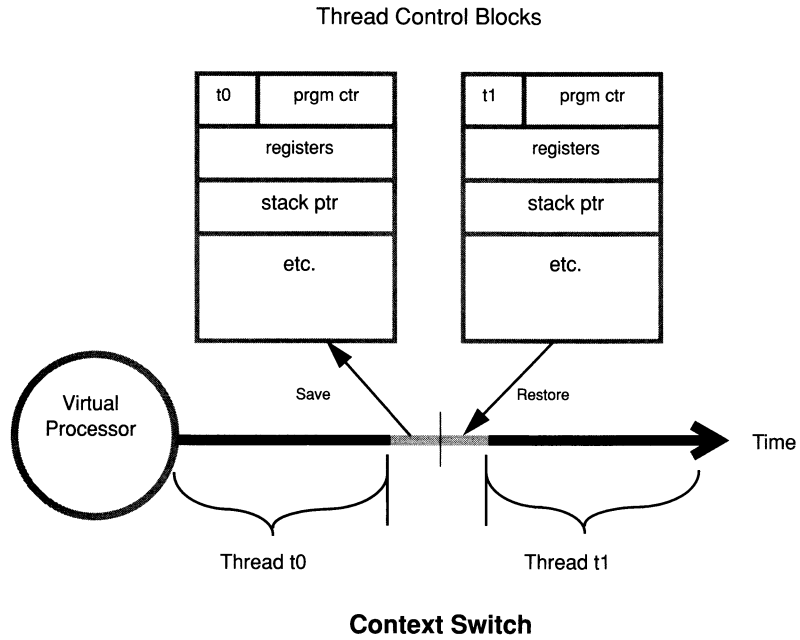 Thread Control Blocks
t0
prgm ctr
registers
stack ptr
etc.
t1
prgm ctr
registers
stack ptr
etc.
Save
Restore
Virtual
Processor
Time
Thread t0
Thread t1
Context Switch